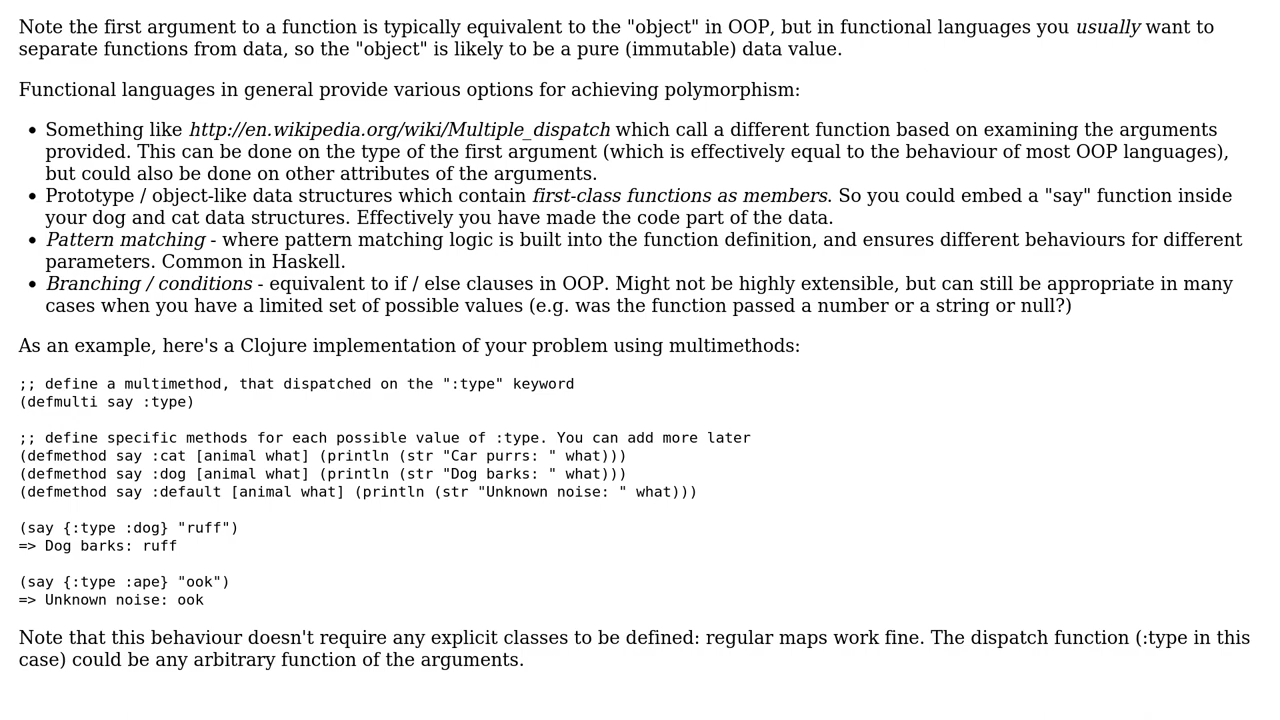 Note the first argument to a function is typically equivalent to the "object" in OOP, but in functional languages you usually want to
separate functions from data, so the "object" is likely to be a pure (immutable) data value.
Functional languages in general provide various options for achieving polymorphism:
• Something like http://en.wikipedia.org/wiki/Multiple_dispatch which call a different function based on examining the arguments
provided. This can be done on the type of the first argument (which is effectively equal to the behaviour of most OOP languages),
but could also be done on other attributes of the arguments.
• Prototype / object-like data structures which contain first-class functions as members. So you could embed a "say" function inside
your dog and cat data structures. Effectively you have made the code part of the data.
• Pattern matching - where pattern matching logic is built into the function definition, and ensures different behaviours for different
parameters. Common in Haskell.
• Branching / conditions - equivalent to if / else clauses in OOP. Might not be highly extensible, but can still be appropriate in many
cases when you have a limited set of possible values (e.g. was the function passed a number or a string or null?)
As an example, here's a Clojure implementation of your problem using multimethods:
;; define a multimethod, that dispatched on the ":type" keyword
(defmulti say :type)
;; define specific methods for each possible value of :type. You can add more later
(defmethod say :cat [animal what] (println (str "Car purrs: " what)))
(defmethod say :dog [animal what] (println (str "Dog barks: " what)))
(defmethod say :default [animal what] (println (str "Unknown noise: " what)))
(say {:type :dog} "ruff")
=> Dog barks: ruff
(say {:type :ape} "ook")
=> Unknown noise: ook
Note that this behaviour doesn't require any explicit classes to be defined: regular maps work fine. The dispatch function (:type in this
case) could be any arbitrary function of the arguments.